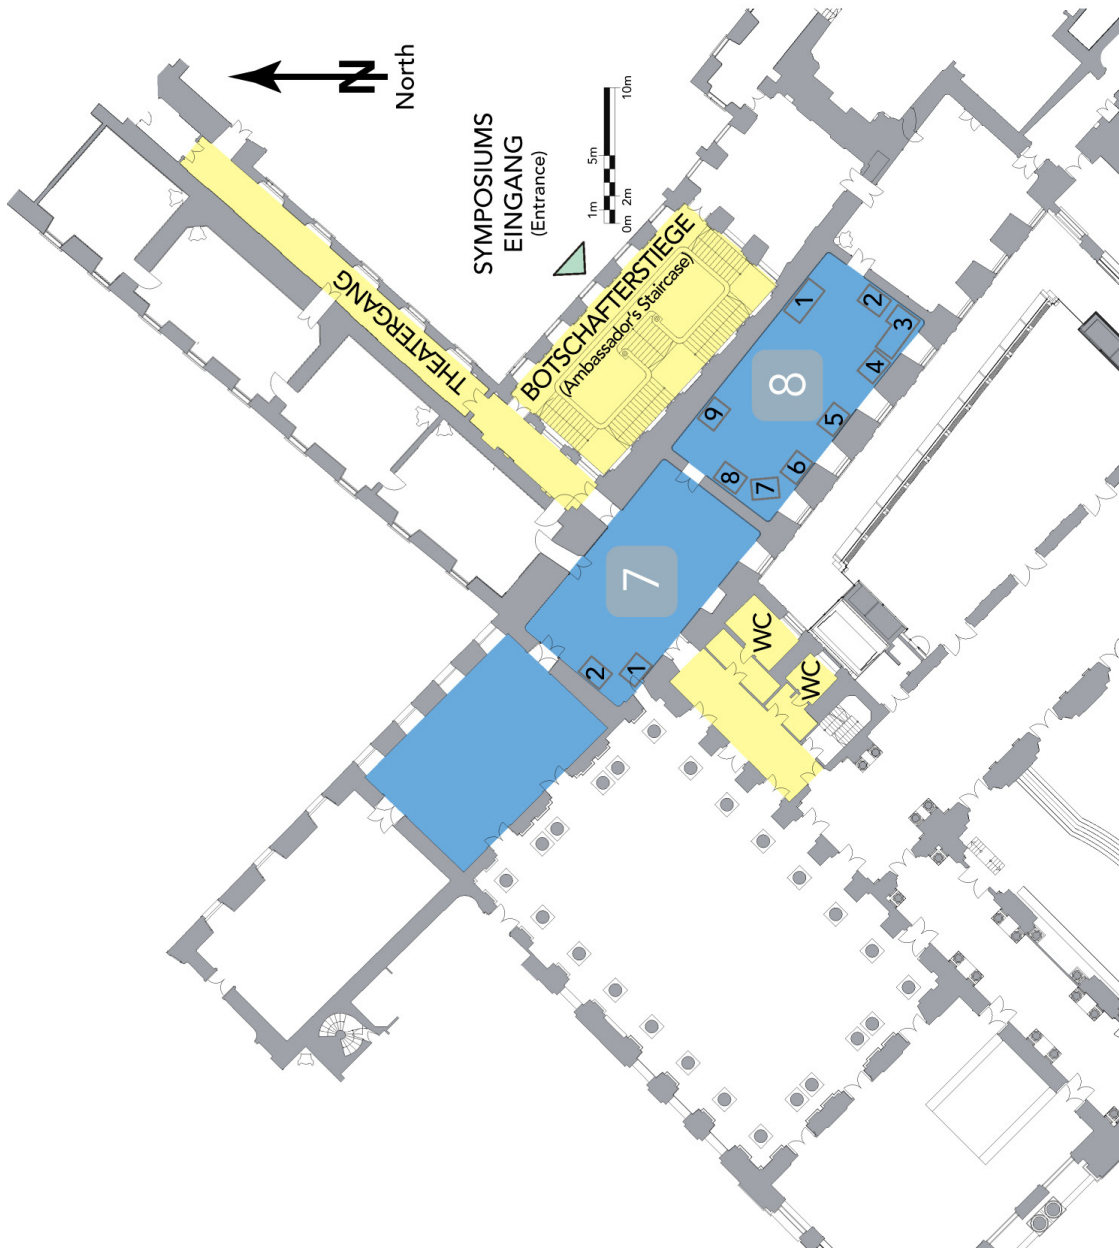 N
North
THEATERGANG
SYMPOSIUMS
EINGANG
(Entrance)
1m 5m
0m 2m 10m
BOTSCHAFTERSTIEGE
(Ambassador's Staircase)
2
1
7
WC
WC
8
1
2
3
4
5
6
7
8
9